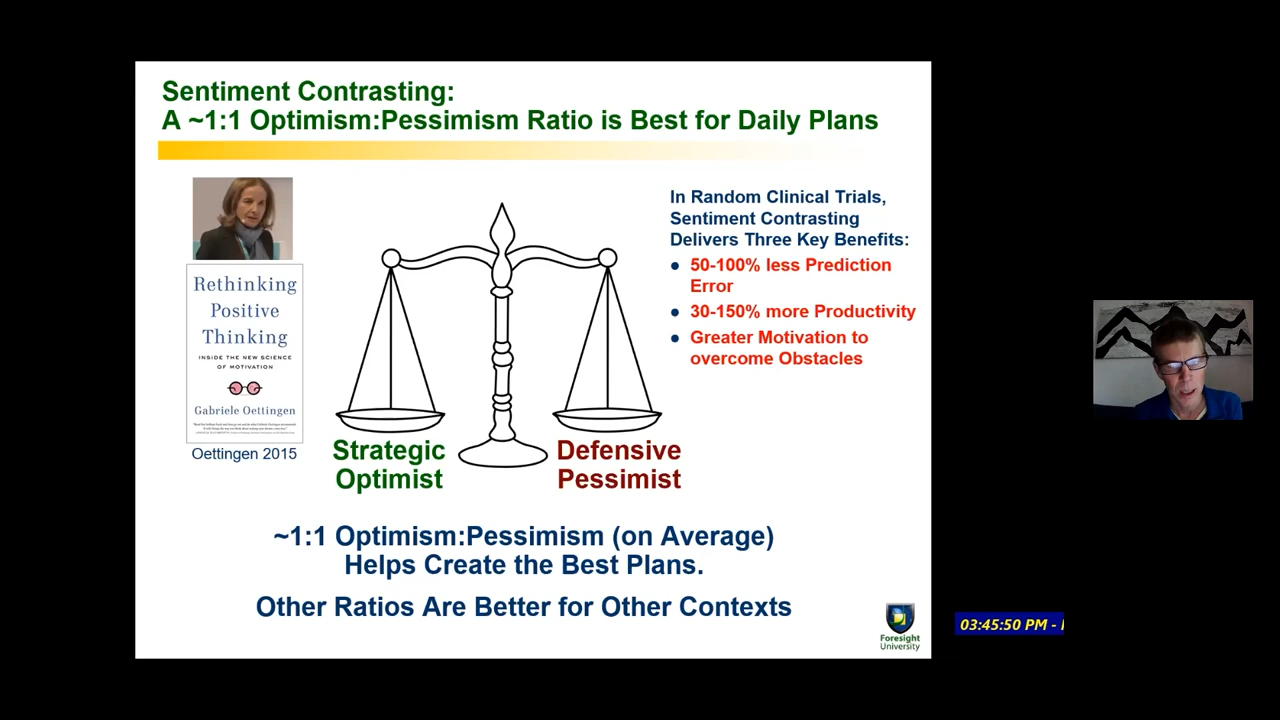 Sentiment Contrasting:
A ~1:1 Optimism:Pessimism Ratio is Best for Daily Plans
Rethinking
Positive
Thinking
INSIDE THE NEW SCIENCE
OF MOTIVATION
Gabriele Oettingen
Oettingen 2015
Strategic
Optimist
Defensive
Pessimist
In Random Clinical Trials,
Sentiment Contrasting
Delivers Three Key Benefits:
• 50-100% less Prediction
Error
• 30-150% more Productivity
• Greater Motivation to
overcome Obstacles
~1:1 Optimism:Pessimism (on Average)
Helps Create the Best Plans.
Other Ratios Are Better for Other Contexts
Foresight
University
03:45:50 PM -